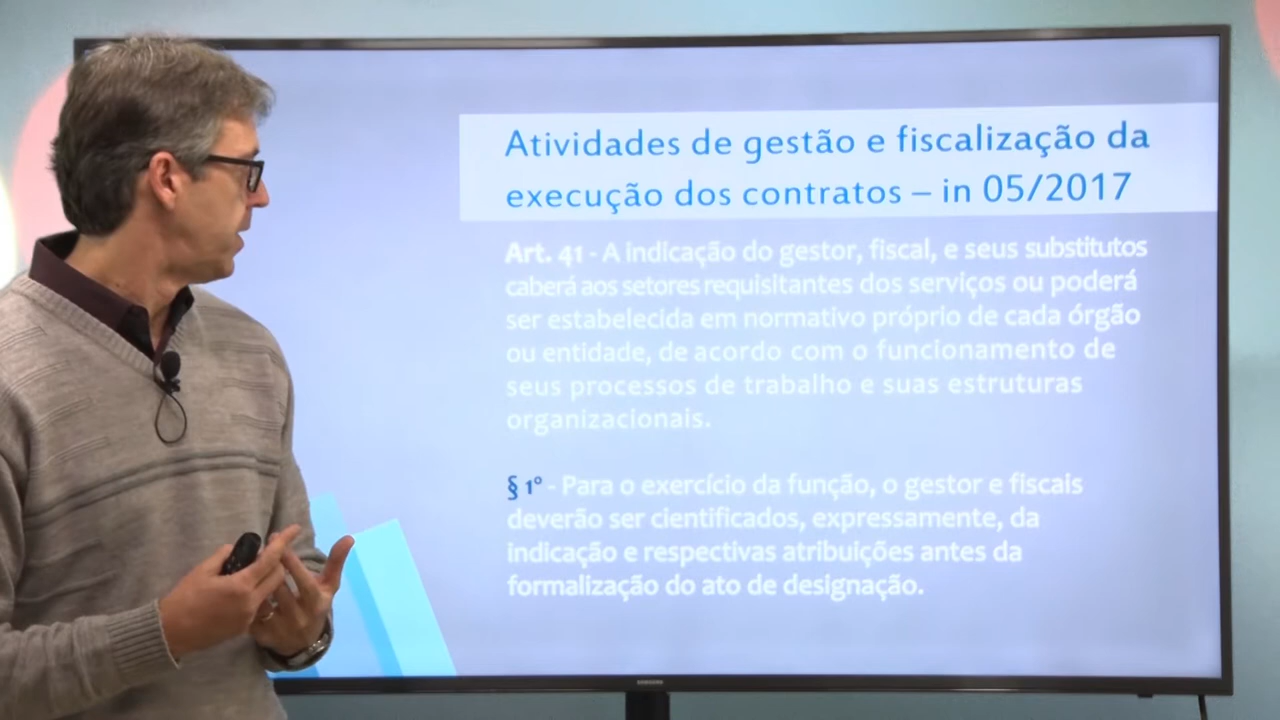 Atividades de gestão e fiscalização da
execução dos contratos – in 05/2017
Art. 41 - A indicação do gestor, fiscal, e seus substitutos
caberá aos setores requisitantes dos serviços ou poderá
ser estabelecida em normativo próprio de cada órgão
ou entidade, de acordo com o funcionamento de
seus processos de trabalho e suas estruturas
organizacionais.
§ 1º - Para o exercício da função, o gestor e fiscais
deverão ser cientificados, expressamente, da
indicação e respectivas atribuições antes da
formalização do ato de designação.
SAMSUNG